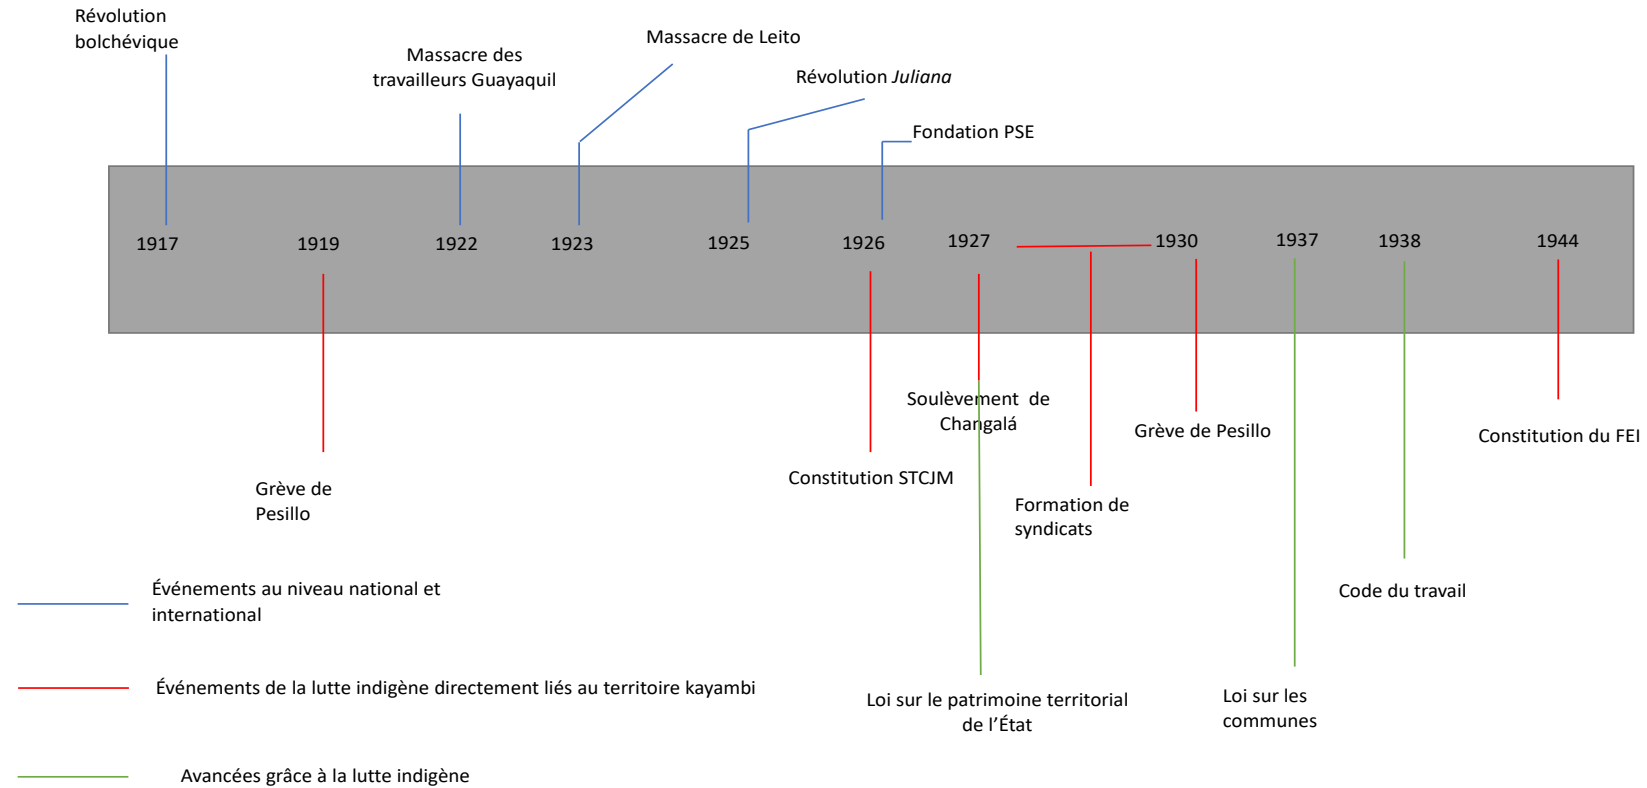 Révolution
bolchévique
Massacre des
travailleurs Guayaquil
Massacre de Leito
Révolution Juliana
Fondation PSE
1917
1919
1922
1923
1925
1926
1927
1930
1937
1938
1944
Soulèvement de
Changalá
Grève de Pesillo
Constitution du FEI
Constitution STCJM
Grève de
Pesillo
Formation de
syndicats
Événements au niveau national et
international
Code du travail
Événements de la lutte indigène directement liés au territoire kayambi
Loi sur le patrimoine territorial
de l’État
Loi sur les
communes
Avancées grâce à la lutte indigène